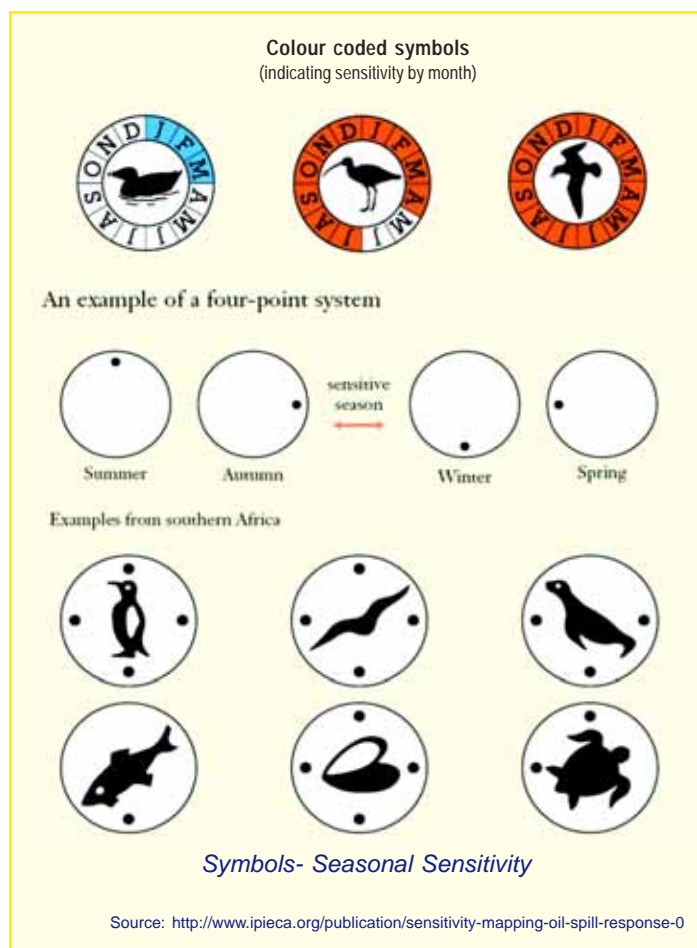 Colour coded symbols
(indicating sensitivity by month)
J F M A M J J A S O N D
J F M A M J J A S O N D
J F M A M J J A S O N D
An example of a four-point system
sensitive
season
Summer
Autumn
Winter
Spring
Examples from southern Africa
Symbols- Seasonal Sensitivity
Source: http://www.ipieca.org/publication/sensitivity-mapping-oil-spill-response-0